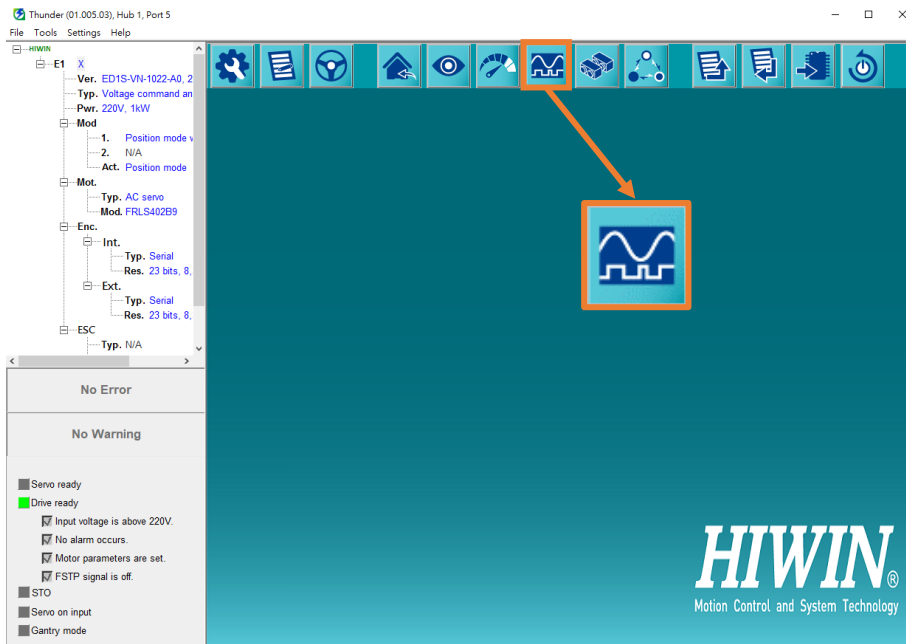 Thunder (01.005.03), Hub 1, Port 5
File Tools Settings Help
HIWIN
E1 X
Ver. ED1S-VN-1022-A0, 2
Typ. Voltage command an
Pwr. 220V, 1kW
Mod
1. Position mode v
2. N/A
Act. Position mode
Mot.
Typ. AC servo
Mod. FRLS402B9
Enc.
Int.
Typ. Serial
Res. 23 bits, 8,
Ext.
Typ. Serial
Res. 23 bits, 8,
ESC
Typ. N/A
No Error
No Warning
Servo ready
Drive ready
Input voltage is above 220V.
No alarm occurs.
Motor parameters are set.
FSTP signal is off.
STO
Servo on input
Gantry mode
HIWIN®
Motion Control and System Technology